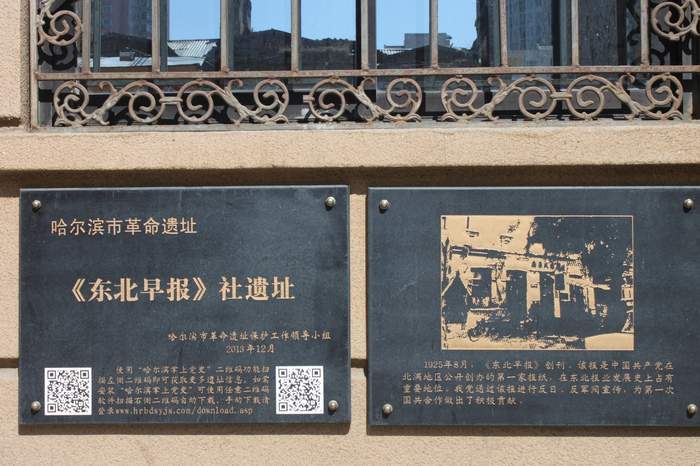 哈尔滨市革命遗址
《东北早报》社遗址
哈尔滨市革命遗址保护工作领导小组
2013年12月
使用“哈尔滨掌上党史”二维码功能扫
描左侧二维码即可获取更多遗址信息。如需
安装“哈尔滨掌上党史”可使用任意二维码
软件扫描右侧二维码自动下载，手动下载请
登录www.hrbdsyjs.com/download.asp
1925年8月，《东北早报》创刊，该报是中国共产党在
北满地区公开创办的第一家报纸，在东北报业发展史上占有
重要地位。我党通过该报进行反日、反军阀宣传，为第一次
国共合作做出了积极贡献。